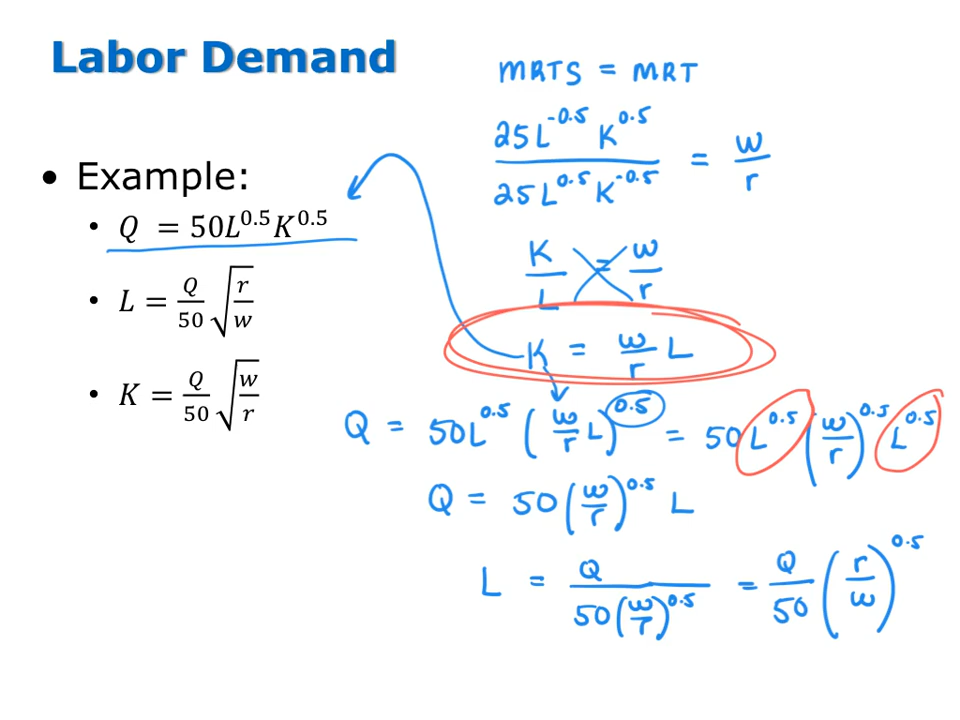 Labor Demand
MRTS = MRT
25L^-0.5 K^0.5 / 25L^0.5 K^-0.5 = w/r
• Example:
• Q = 50L^0.5 K^0.5
K/L = w/r
• L = Q/50 √(r/w)
K = w/r L
• K = Q/50 √(w/r)
Q = 50L^0.5 (w/r L)^0.5 = 50 L^0.5 (w/r)^0.5 L^0.5
Q = 50 (w/r)^0.5 L
L = Q / 50(w/r)^0.5 = Q/50 (r/w)^0.5